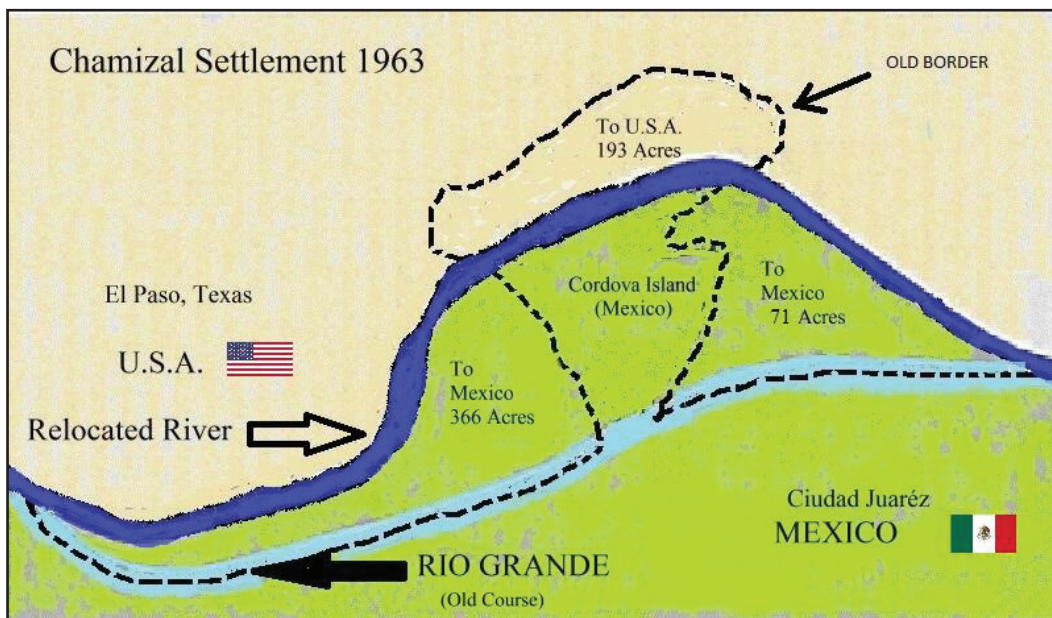 Chamizal Settlement 1963
OLD BORDER
To U.S.A.
193 Acres
El Paso, Texas
U.S.A.
Cordova Island
(Mexico)
To
Mexico
71 Acres
To
Mexico
366 Acres
Relocated River
Ciudad Juaréz
MEXICO
RIO GRANDE
(Old Course)